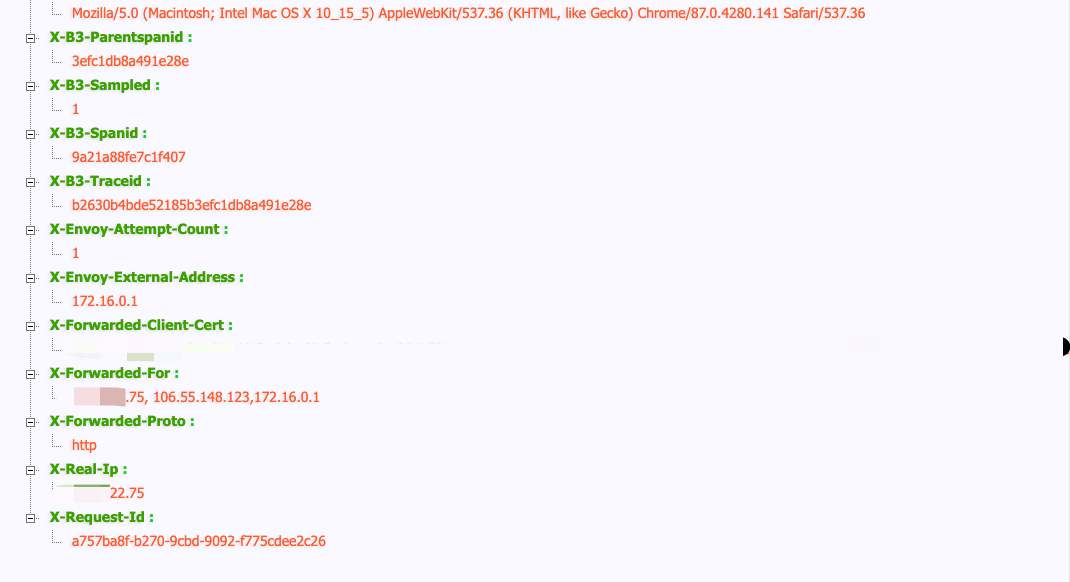 Mozilla/5.0 (Macintosh; Intel Mac OS X 10_15_5) AppleWebKit/537.36 (KHTML, like Gecko) Chrome/87.0.4280.141 Safari/537.36
X-B3-Parentspanid :
3efc1db8a491e28e
X-B3-Sampled :
1
X-B3-Spanid :
9a21a88fe7c1f407
X-B3-Traceid :
b2630b4bde52185b3efc1db8a491e28e
X-Envoy-Attempt-Count :
1
X-Envoy-External-Address :
172.16.0.1
X-Forwarded-Client-Cert :
X-Forwarded-For :
.75, 106.55.148.123,172.16.0.1
X-Forwarded-Proto :
http
X-Real-Ip :
22.75
X-Request-Id :
a757ba8f-b270-9cbd-9092-f775cdee2c26